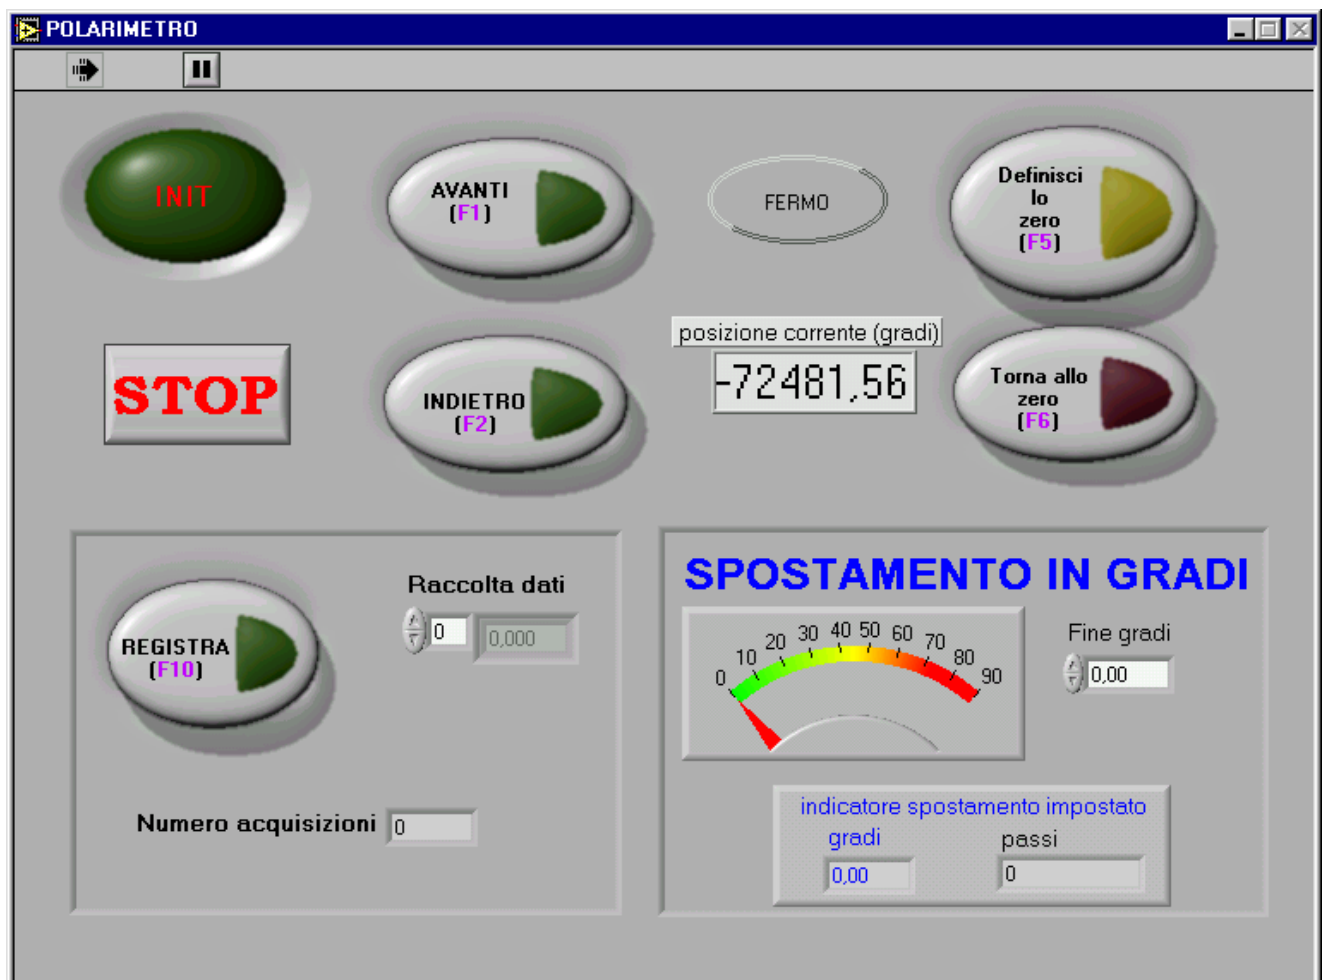 POLARIMETRO
INIT
AVANTI
(F1)
FERMO
Definisci
lo
zero
(F5)
STOP
INDIETRO
(F2)
posizione corrente (gradi)
-72481,56
Torna allo
zero
(F6)
REGISTRA
(F10)
Raccolta dati
0
0,000
Numero acquisizioni
0
SPOSTAMENTO IN GRADI
0 10 20 30 40 50 60 70 80 90
Fine gradi
0,00
indicatore spostamento impostato
gradi
passi
0,00
0